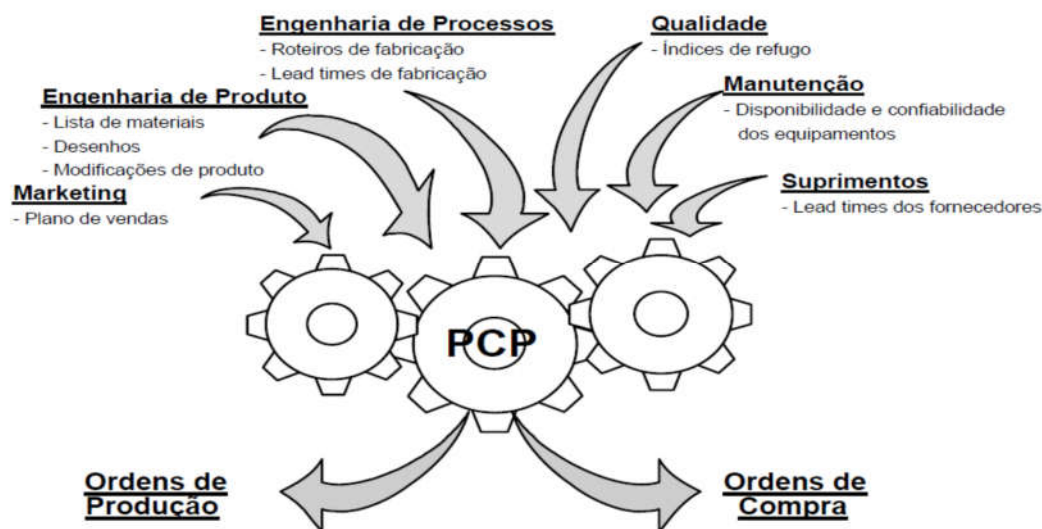 Engenharia de Processos
- Roteiros de fabricação
- Lead times de fabricação
Qualidade
- Índices de refugo
Engenharia de Produto
- Lista de materiais
- Desenhos
- Modificações de produto
Manutenção
- Disponibilidade e confiabilidade
dos equipamentos
Marketing
- Plano de vendas
Suprimentos
- Lead times dos fornecedores
PCP
Ordens de
Produção
Ordens de
Compra